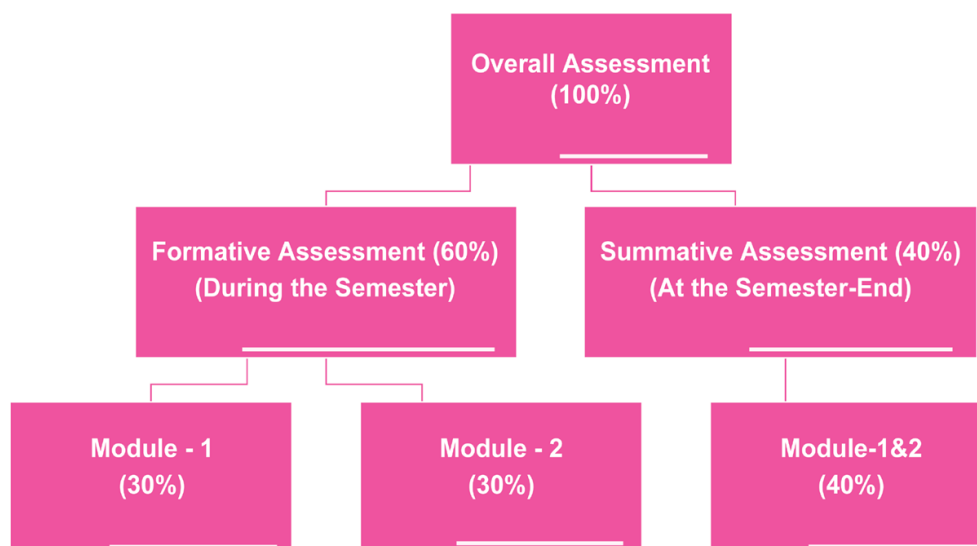 Overall Assessment
(100%)
Formative Assessment (60%)
(During the Semester)
Summative Assessment (40%)
(At the Semester-End)
Module - 1
(30%)
Module - 2
(30%)
Module-1&2
(40%)